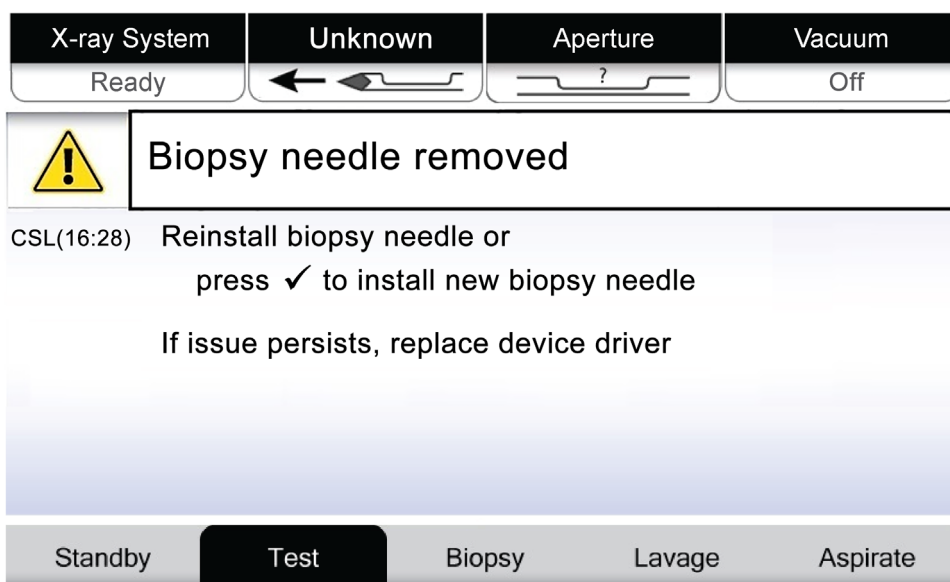 X-ray System
Unknown
Aperture
Vacuum
Ready
?
Off
Biopsy needle removed
CSL(16:28) Reinstall biopsy needle or
press ✓ to install new biopsy needle
If issue persists, replace device driver
Standby
Test
Biopsy
Lavage
Aspirate